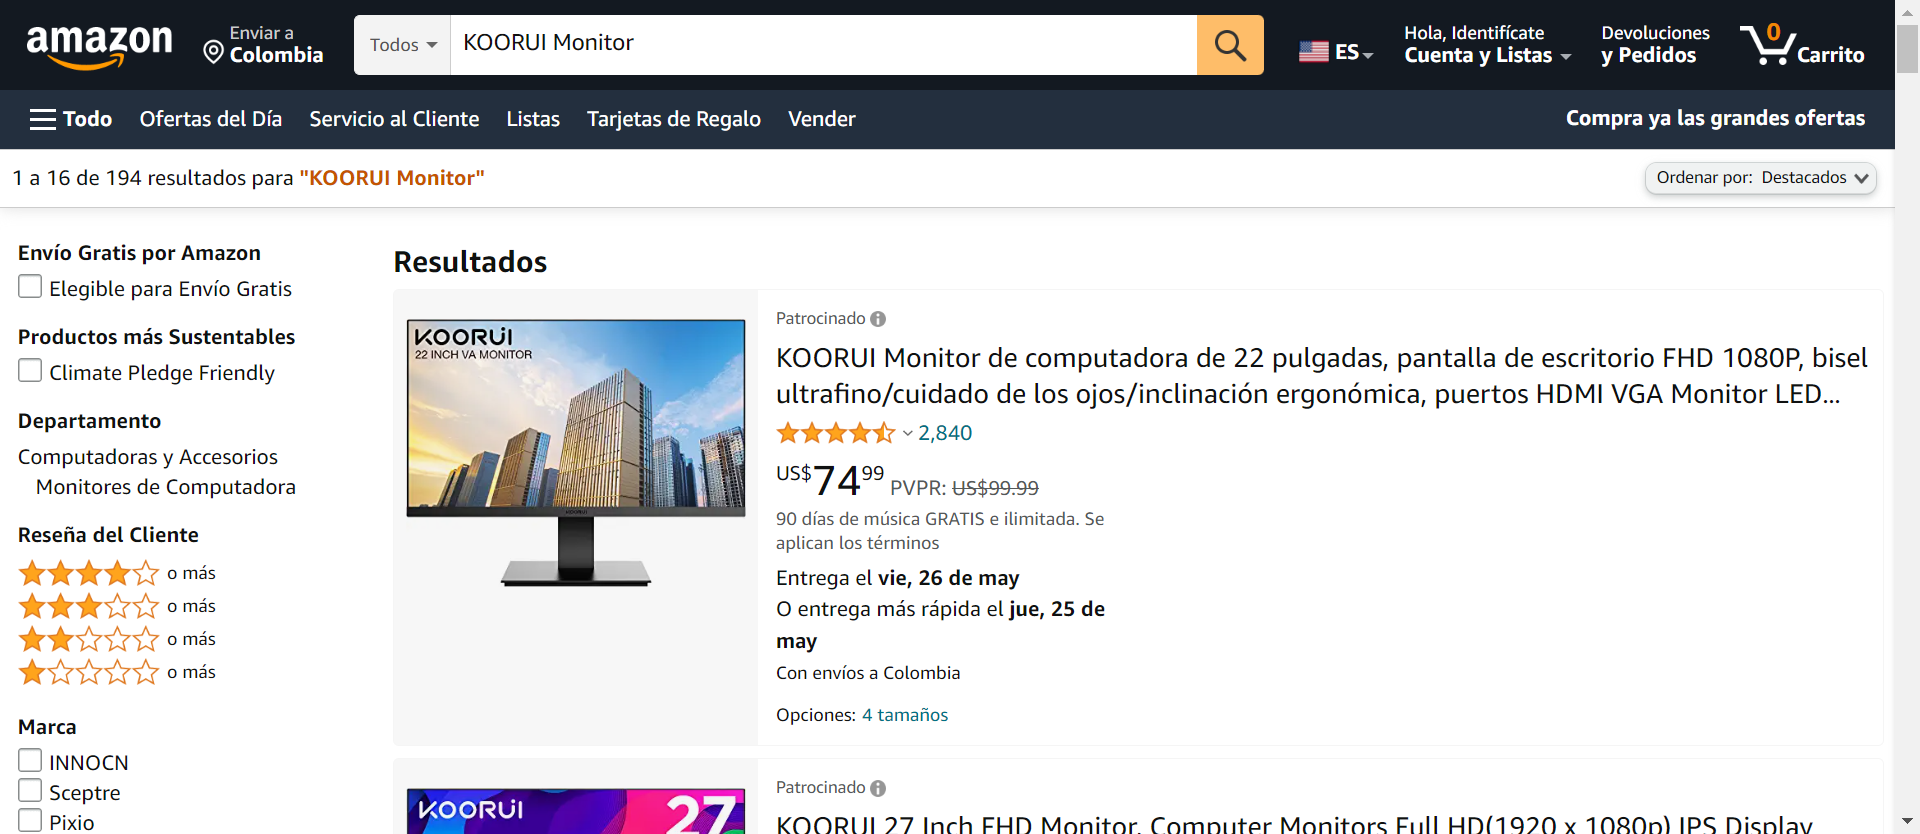 amazon
Enviar a
Colombia
Todos
KOORUI Monitor
ES
Hola, Identifícate
Cuenta y Listas
Devoluciones
y Pedidos
0
Carrito
Todo
Ofertas del Día
Servicio al Cliente
Listas
Tarjetas de Regalo
Vender
Compra ya las grandes ofertas
1 a 16 de 194 resultados para "KOORUI Monitor"
Ordenar por: Destacados
Envío Gratis por Amazon
Elegible para Envío Gratis
Productos más Sustentables
Climate Pledge Friendly
Departamento
Computadoras y Accesorios
Monitores de Computadora
Reseña del Cliente
o más
o más
o más
o más
Marca
INNOCN
Sceptre
Pixio
Resultados
KOORUI
22 INCH VA MONITOR
KOORUI
Patrocinado
KOORUI Monitor de computadora de 22 pulgadas, pantalla de escritorio FHD 1080P, bisel
ultrafino/cuidado de los ojos/inclinación ergonómica, puertos HDMI VGA Monitor LED...
2,840
US$74.99 PVPR: US$99.99
90 días de música GRATIS e ilimitada. Se
aplican los términos
Entrega el vie, 26 de may
O entrega más rápida el jue, 25 de
may
Con envíos a Colombia
Opciones: 4 tamaños
KOORUI
27
Patrocinado
KOORUI 27 Inch FHD Monitor, Computer Monitors Full HD(1920 x 1080p) IPS Display